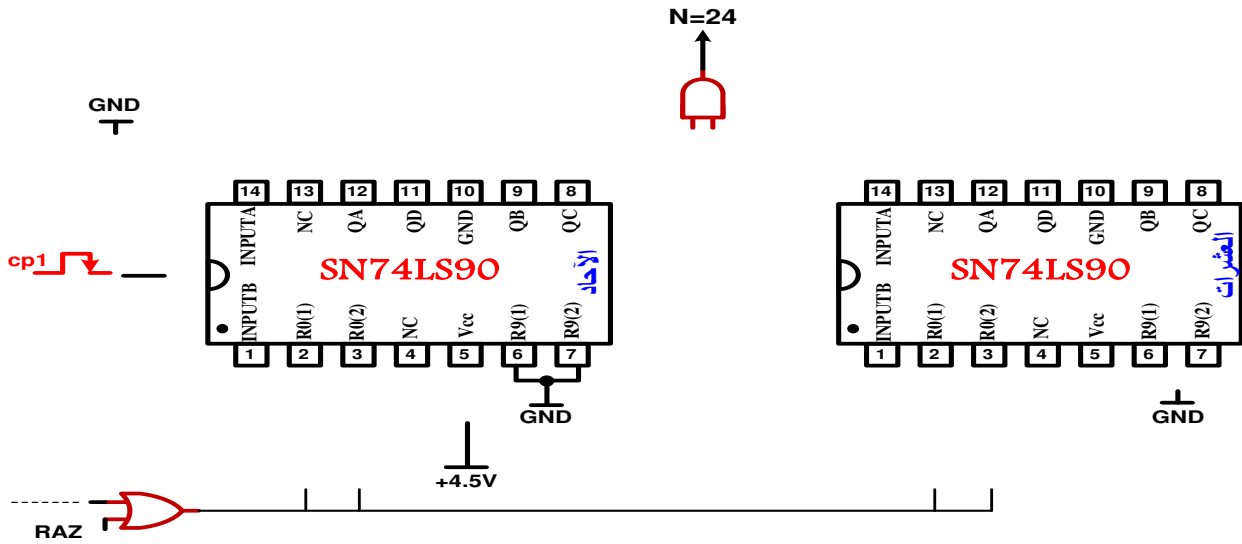 N=24
GND
14 13 12 11 10 9 8
INPUTA NC QA QD GND QB QC
cp1
SN74LS90
الآحاد
INPUTB R0(1) R0(2) NC Vcc R9(1) R9(2)
1 2 3 4 5 6 7
GND
+4.5V
14 13 12 11 10 9 8
INPUTA NC QA QD GND QB QC
SN74LS90
العشرات
INPUTB R0(1) R0(2) NC Vcc R9(1) R9(2)
1 2 3 4 5 6 7
GND
RAZ